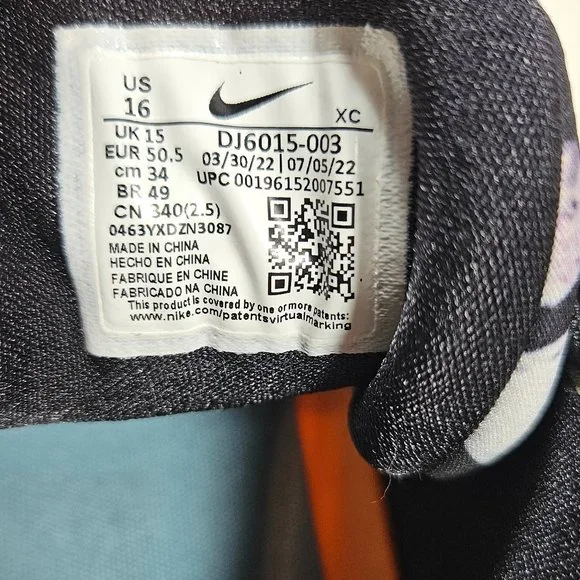 US
16
XC
UK 15
DJ6015-003
EUR 50.5
03/30/22 | 07/05/22
cm 34
UPC 00196152007551
BR 49
CN 340(2.5)
0463YXDZN3087
MADE IN CHINA
HECHO EN CHINA
FABRIQUE EN CHINE
FABRICADO NA CHINA
This product is covered by one or more patents:
www.nike.com/patentsvirtualmarking